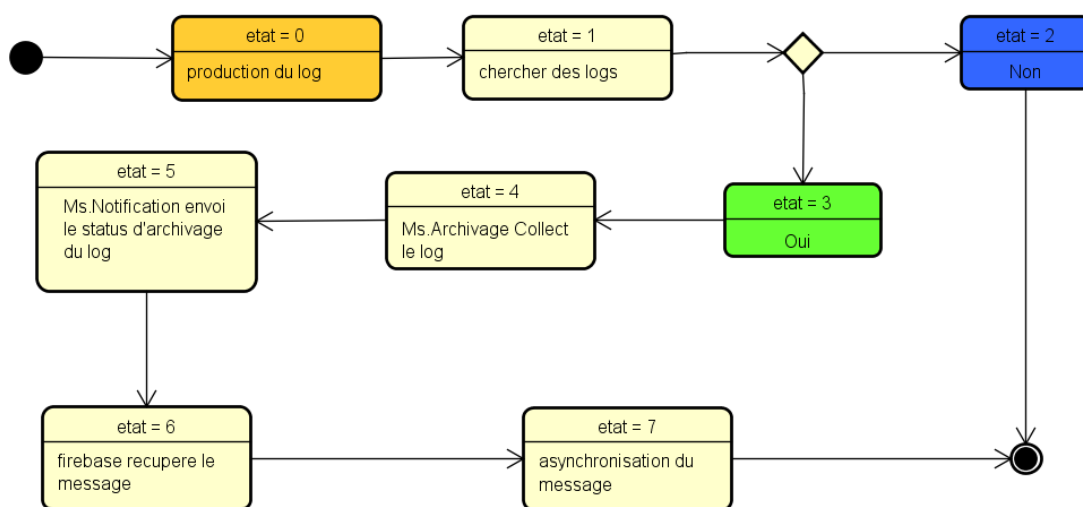 etat = 0
production du log
etat = 1
chercher des logs
etat = 2
Non
etat = 3
Oui
etat = 4
Ms.Archivage Collect
le log
etat = 5
Ms.Notification envoi
le status d'archivage
du log
etat = 6
firebase recupere le
message
etat = 7
asynchronisation du
message